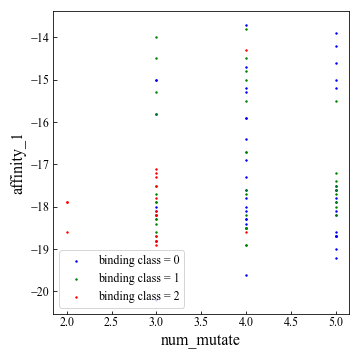 −14
−15
−16
−17
−18
−19
−20
affinity_1
binding class = 0
binding class = 1
binding class = 2
2.0 2.5 3.0 3.5 4.0 4.5 5.0
num_mutate